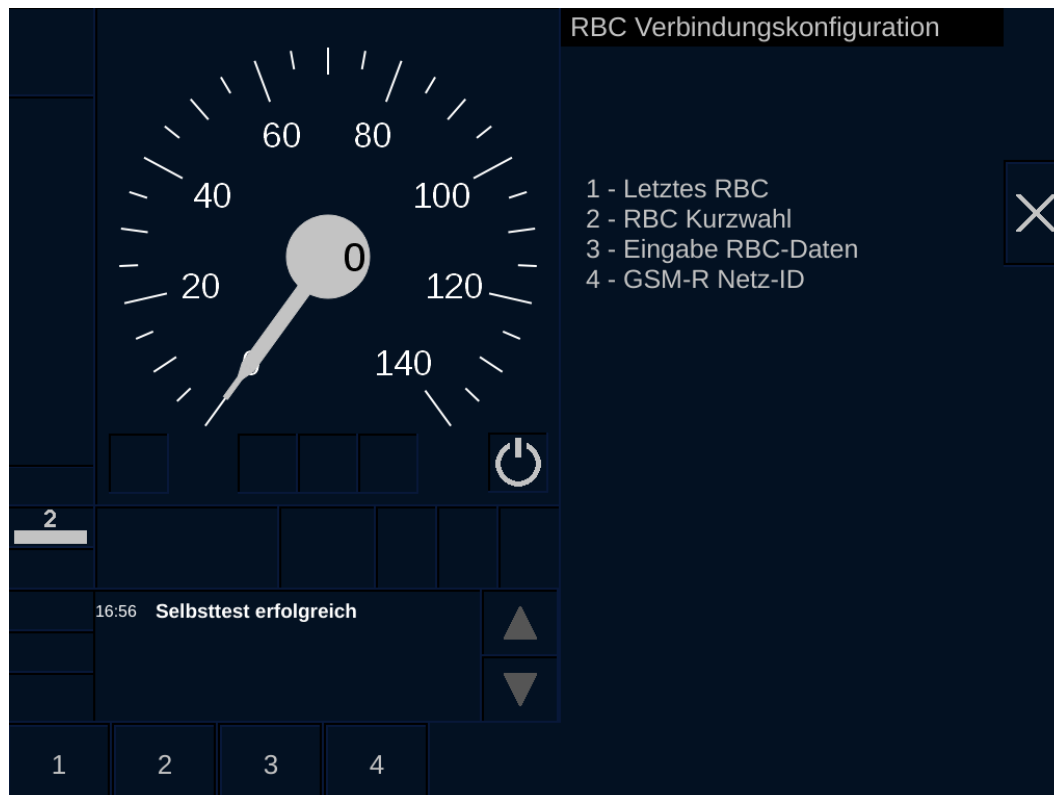 RBC Verbindungskonfiguration
60 80
40 100
0
20 120
0 140
1 - Letztes RBC
2 - RBC Kurzwahl
3 - Eingabe RBC-Daten
4 - GSM-R Netz-ID
2
16:56 Selbsttest erfolgreich
1 2 3 4